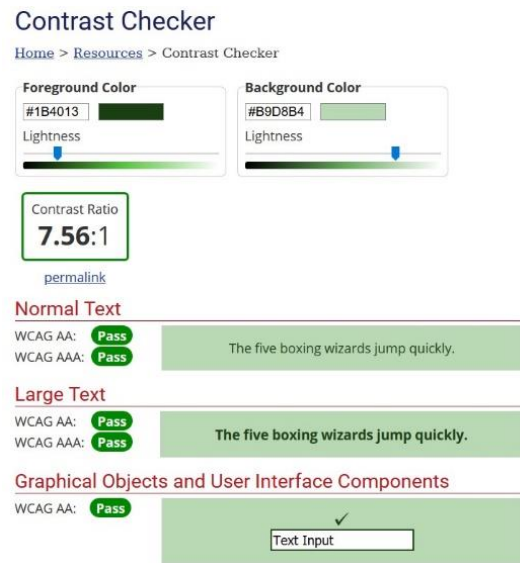 Contrast Checker
Home > Resources > Contrast Checker
Foreground Color
#1B4013
Lightness
Background Color
#B9D8B4
Lightness
Contrast Ratio
7.56:1
permalink
Normal Text
WCAG AA: Pass
WCAG AAA: Pass
The five boxing wizards jump quickly.
Large Text
WCAG AA: Pass
WCAG AAA: Pass
The five boxing wizards jump quickly.
Graphical Objects and User Interface Components
WCAG AA: Pass
Text Input